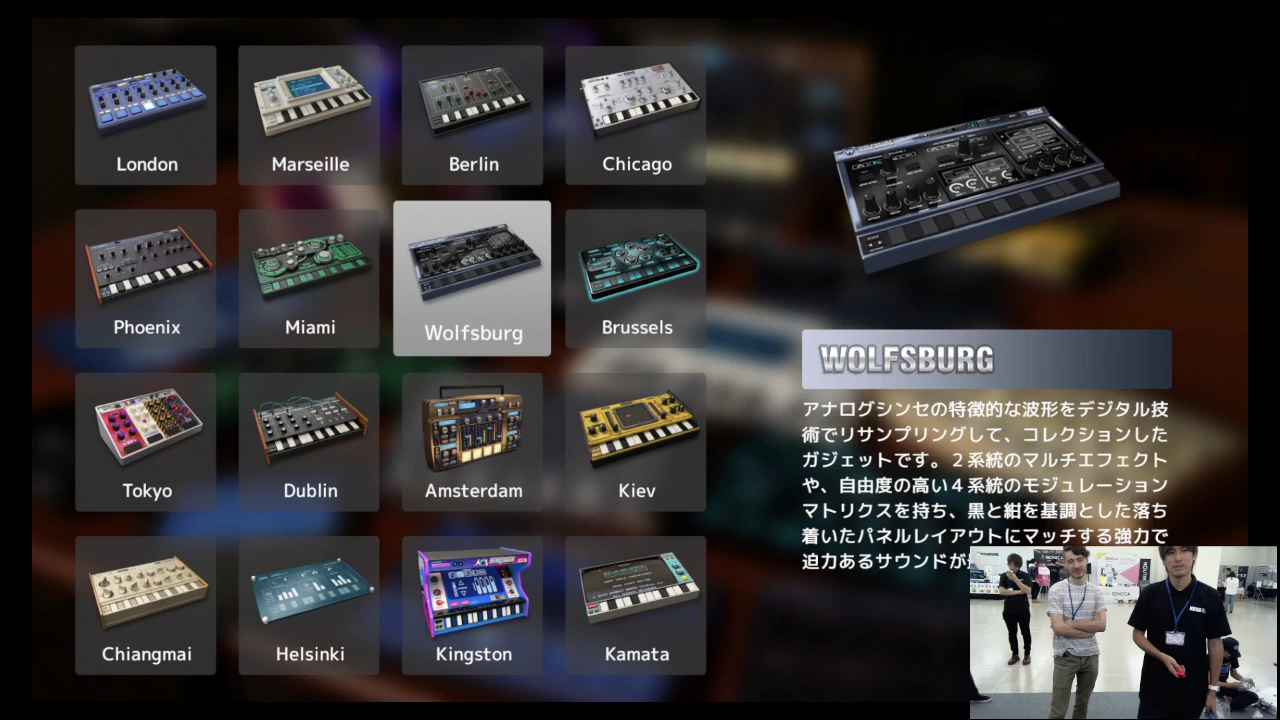 London
Marseille
Berlin
Chicago
Phoenix
Miami
Wolfsburg
Brussels
Tokyo
Dublin
Amsterdam
Kiev
Chiangmai
Helsinki
Kingston
Kamata
WOLFSBURG
アナログシンセの特徴的な波形をデジタル技
術でリサンプリングして、コレクションした
ガジェットです。２系統のマルチエフェクト
や、自由度の高い４系統のモジュレーション
マトリクスを持ち、黒と紺を基調とした落ち
着いたパネルレイアウトにマッチする強力で
迫力あるサウンドが
SONOCA
KORG